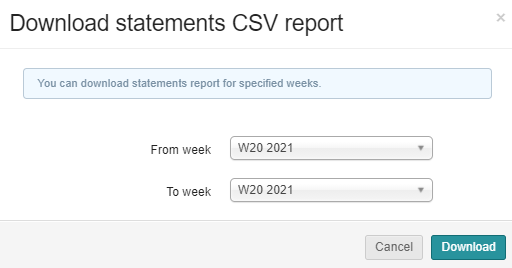 Download statements CSV report
×
You can download statements report for specified weeks.
From week
W20 2021
To week
W20 2021
Cancel
Download